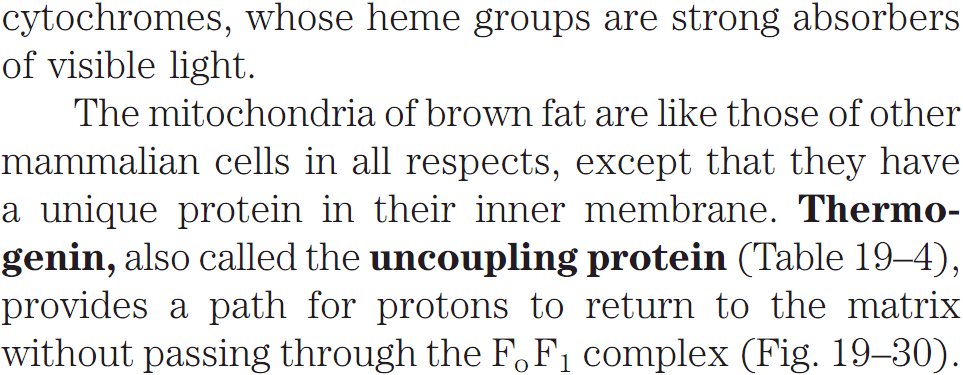 cytochromes, whose heme groups are strong absorbers
of visible light.
The mitochondria of brown fat are like those of other
mammalian cells in all respects, except that they have
a unique protein in their inner membrane. Thermo-
genin, also called the uncoupling protein (Table 19–4),
provides a path for protons to return to the matrix
without passing through the FₒF₁ complex (Fig. 19–30).